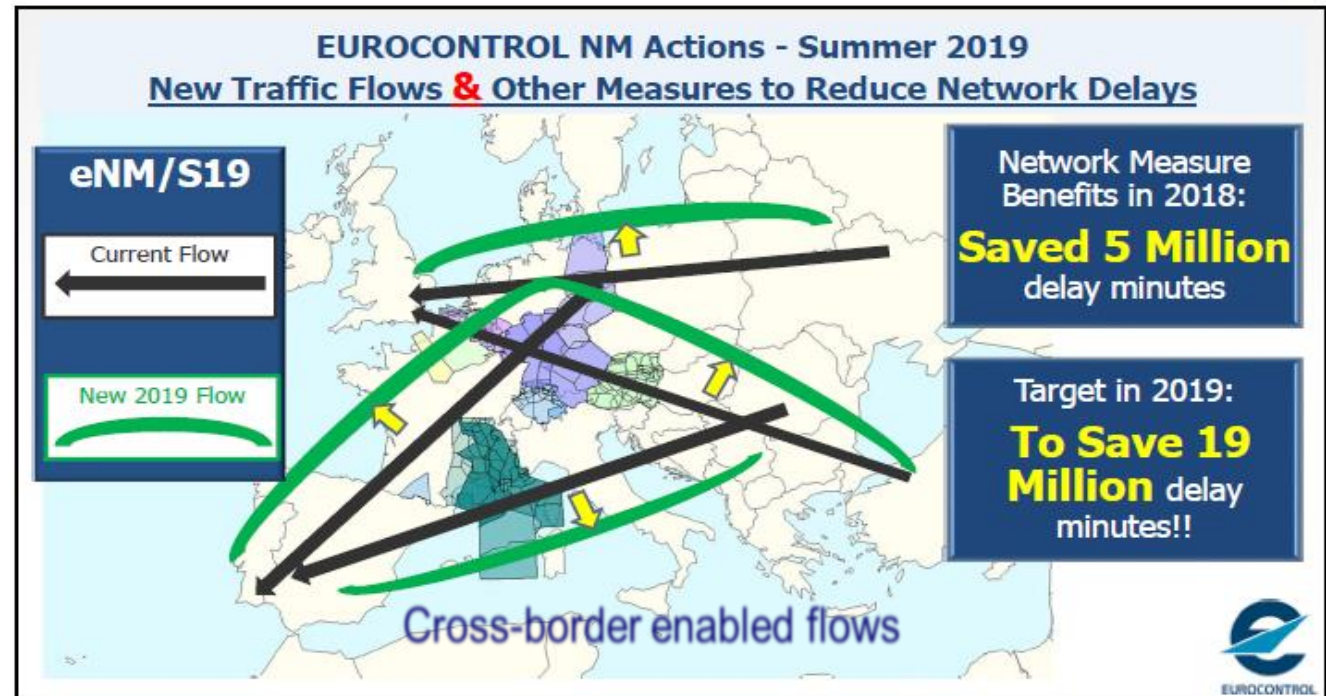 EUROCONTROL NM Actions - Summer 2019
New Traffic Flows & Other Measures to Reduce Network Delays
eNM/S19
Current Flow
New 2019 Flow
Network Measure
Benefits in 2018:
Saved 5 Million
delay minutes
Target in 2019:
To Save 19
Million delay
minutes!!
Cross-border enabled flows
EUROCONTROL